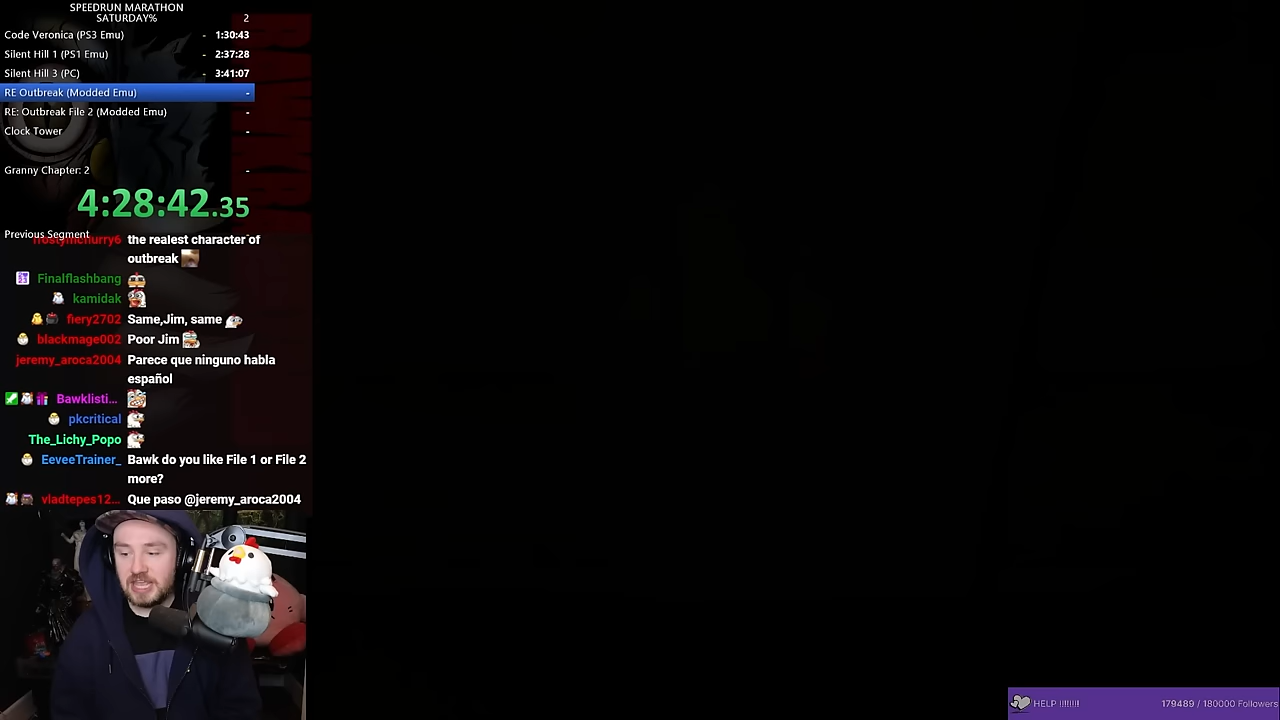 SPEEDRUN MARATHON
SATURDAY%
2
Code Veronica (PS3 Emu) - 1:30:43
Silent Hill 1 (PS1 Emu) - 2:37:28
Silent Hill 3 (PC) - 3:41:07
RE Outbreak (Modded Emu) -
RE: Outbreak File 2 (Modded Emu) -
Clock Tower -
Granny Chapter: 2 -
4:28:42.35
Previous Segment -
the realest character of
outbreak
Finalflashbang
kamidak
fiery2702 Same,Jim, same
blackmage002 Poor Jim
jeremy_aroca2004 Parece que ninguno habla
español
Bawklisti...
pkcritical
The_Lichy_Popo
EeveeTrainer_ Bawk do you like File 1 or File 2
more?
vladtepes12... Que paso @jeremy_aroca2004
HELP !!!!!!! 179489 / 180000 Followers